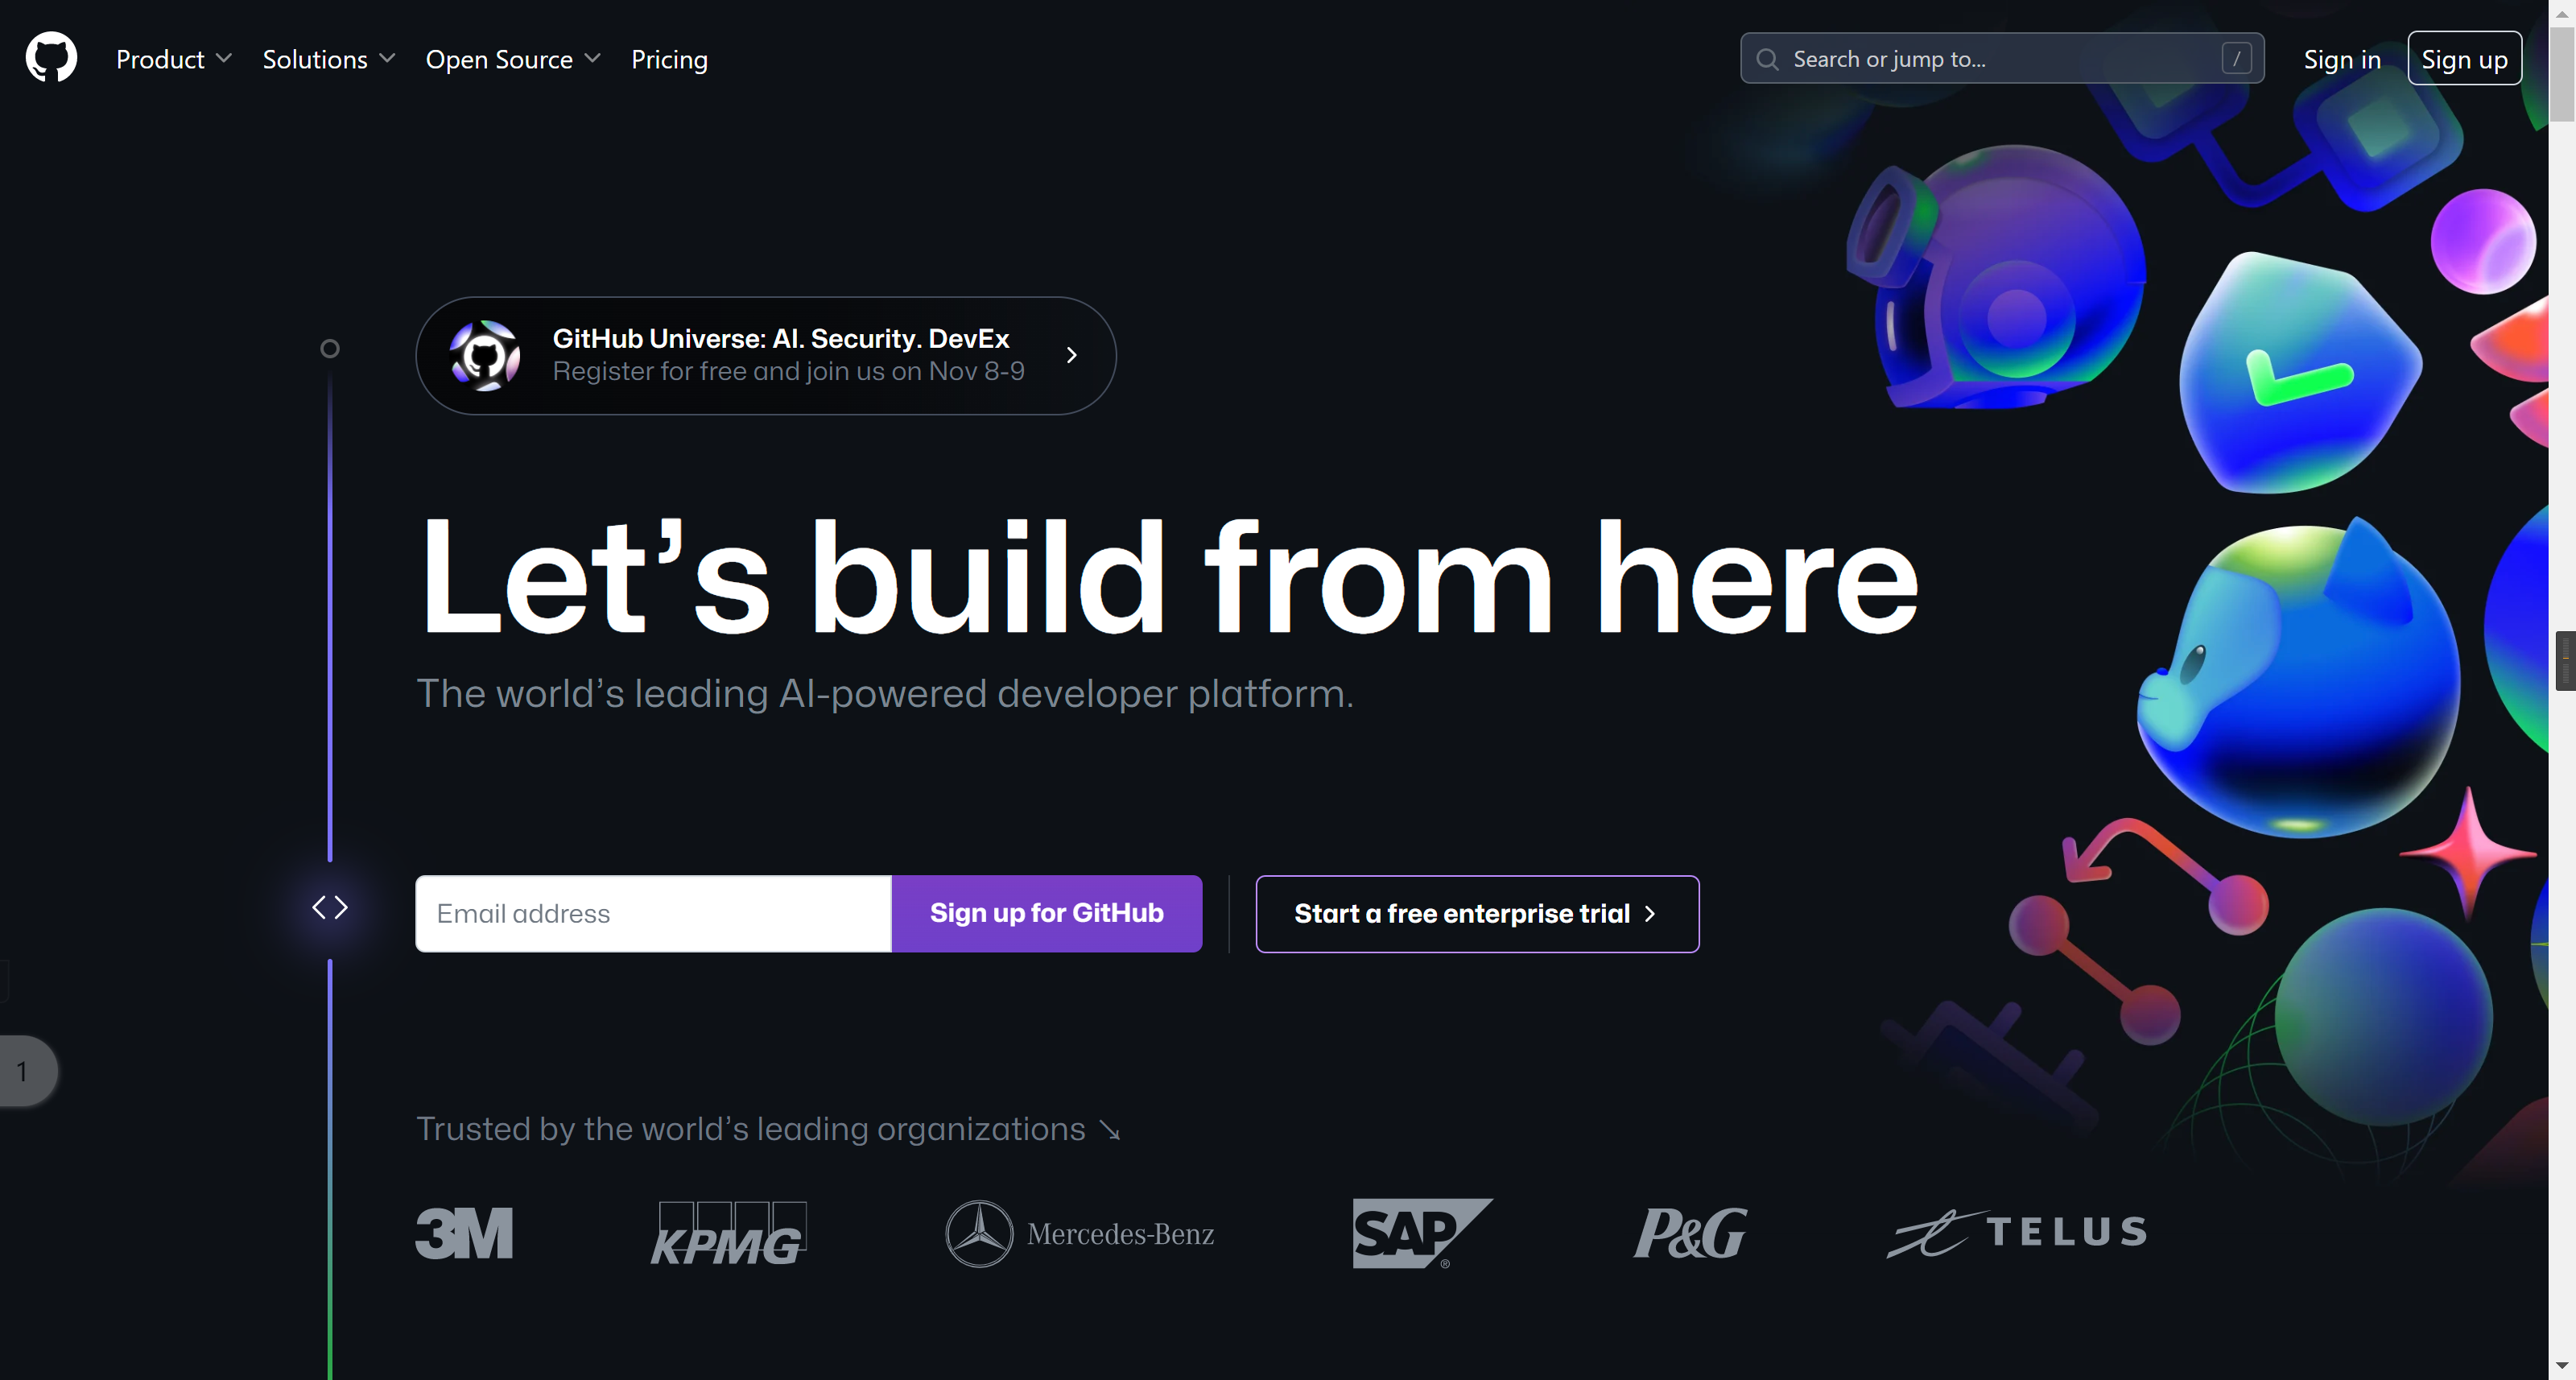 Product
Solutions
Open Source
Pricing
Search or jump to...
/
Sign in
Sign up
GitHub Universe: AI. Security. DevEx
Register for free and join us on Nov 8-9
Let’s build from here
The world’s leading AI-powered developer platform.
Email address
Sign up for GitHub
Start a free enterprise trial
1
Trusted by the world’s leading organizations ↘
3M
KPMG
Mercedes-Benz
SAP ®
P&G
TELUS